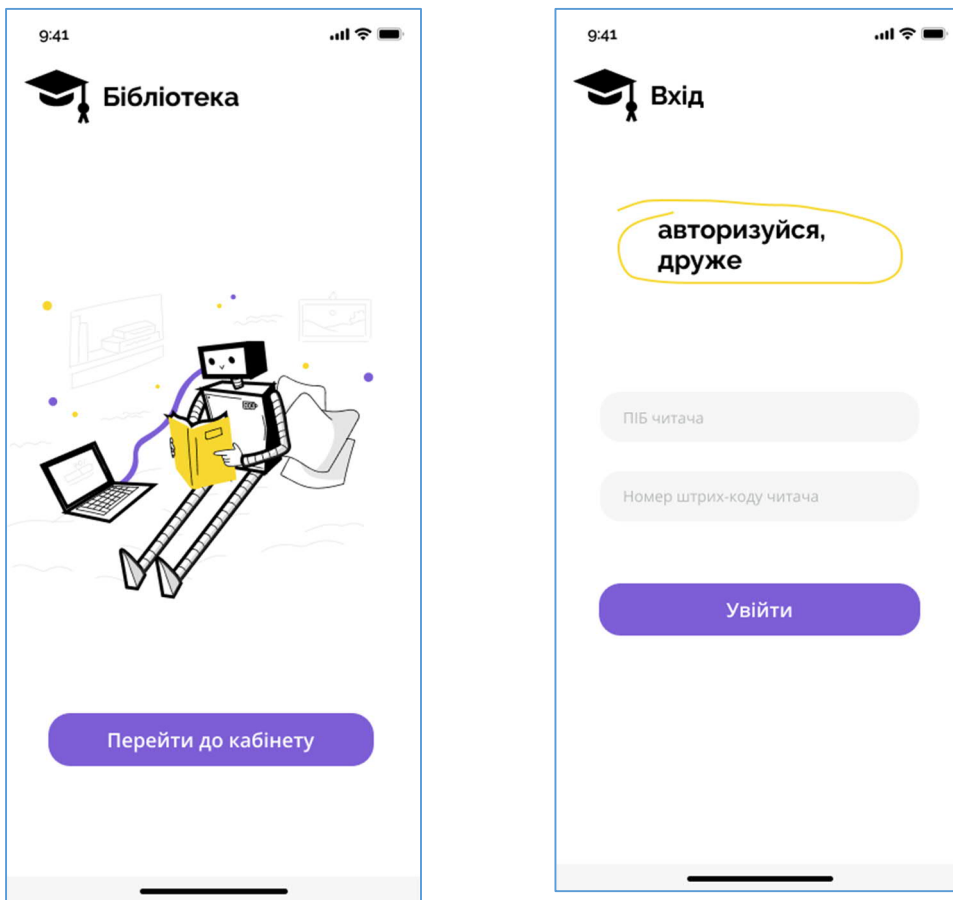 9:41
Бібліотека
Перейти до кабінету
9:41
Вхід
авторизуйся,
друже
ПІБ читача
Номер штрих-коду читача
Увійти